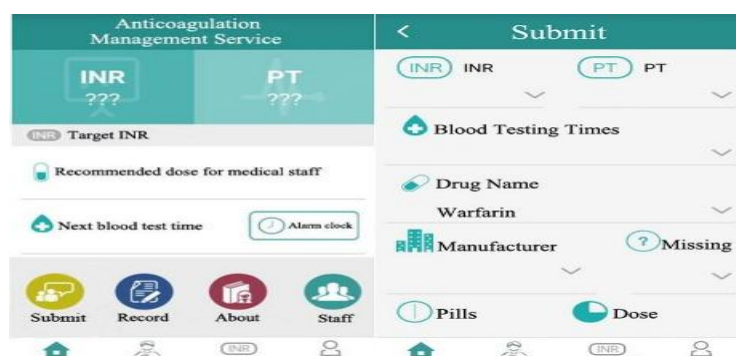 Anticoagulation
Management Service
INR
PT
???
???
INR Target INR
Recommended dose for medical staff
Next blood test time
Alarm clock
Submit
Record
About
Staff
INR
< Submit
INR INR
PT PT
Blood Testing Times
Drug Name
Warfarin
Manufacturer
? Missing
Pills
Dose
INR